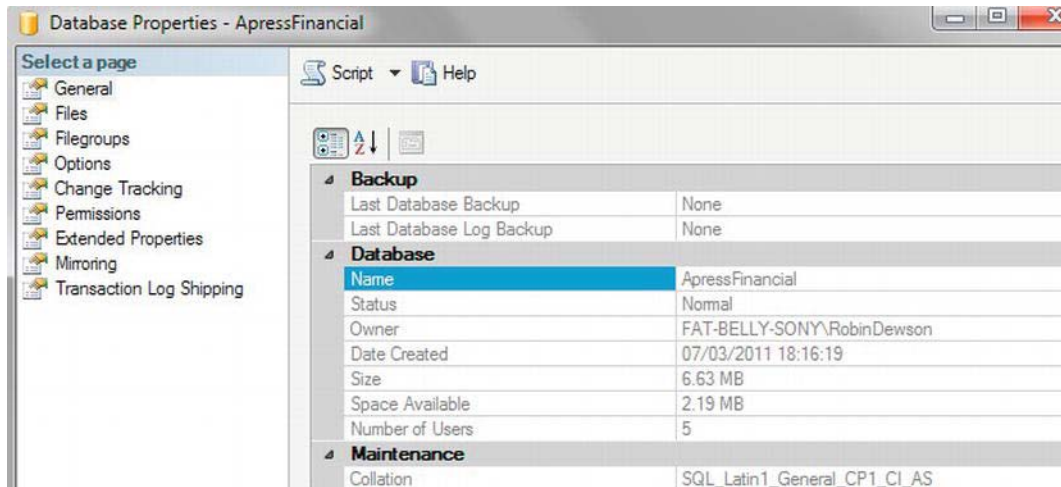 Database Properties - ApressFinancial
Select a page
General
Files
Filegroups
Options
Change Tracking
Permissions
Extended Properties
Mirroring
Transaction Log Shipping
Script Help
Backup
Last Database Backup None
Last Database Log Backup None
Database
Name ApressFinancial
Status Normal
Owner FAT-BELLY-SONY\RobinDewson
Date Created 07/03/2011 18:16:19
Size 6.63 MB
Space Available 2.19 MB
Number of Users 5
Maintenance
Collation SQL_Latin1_General_CP1_CI_AS